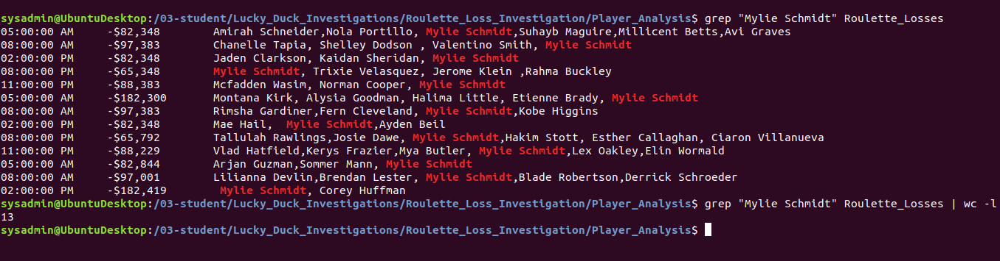 sysadmin@UbuntuDesktop:/03-student/Lucky_Duck_Investigations/Roulette_Loss_Investigation/Player_Analysis$ grep "Mylie Schmidt" Roulette_Losses
05:00:00 AM     -$82,348        Amirah Schneider,Nola Portillo, Mylie Schmidt,Suhayb Maguire,Millicent Betts,Avi Graves
08:00:00 AM     -$97,383        Chanelle Tapia, Shelley Dodson , Valentino Smith, Mylie Schmidt
02:00:00 PM     -$82,348        Jaden Clarkson, Kaidan Sheridan, Mylie Schmidt
08:00:00 PM     -$65,348        Mylie Schmidt, Trixie Velasquez, Jerome Klein ,Rahma Buckley
11:00:00 PM     -$88,383        Mcfadden Wasim, Norman Cooper, Mylie Schmidt
05:00:00 AM     -$182,300       Montana Kirk, Alysia Goodman, Halima Little, Etienne Brady, Mylie Schmidt
08:00:00 AM     -$97,383        Rimsha Gardiner,Fern Cleveland, Mylie Schmidt,Kobe Higgins
02:00:00 PM     -$82,348        Mae Hail,  Mylie Schmidt,Ayden Beil
08:00:00 PM     -$65,792        Tallulah Rawlings,Josie Dawe, Mylie Schmidt,Hakim Stott, Esther Callaghan, Ciaron Villanueva
11:00:00 PM     -$88,229        Vlad Hatfield,Kerys Frazier,Mya Butler, Mylie Schmidt,Lex Oakley,Elin Wormald
05:00:00 AM     -$82,844        Arjan Guzman,Sommer Mann, Mylie Schmidt
08:00:00 AM     -$97,001        Lilianna Devlin,Brendan Lester, Mylie Schmidt,Blade Robertson,Derrick Schroeder
02:00:00 PM     -$182,419        Mylie Schmidt, Corey Huffman
sysadmin@UbuntuDesktop:/03-student/Lucky_Duck_Investigations/Roulette_Loss_Investigation/Player_Analysis$ grep "Mylie Schmidt" Roulette_Losses | wc -l
13
sysadmin@UbuntuDesktop:/03-student/Lucky_Duck_Investigations/Roulette_Loss_Investigation/Player_Analysis$